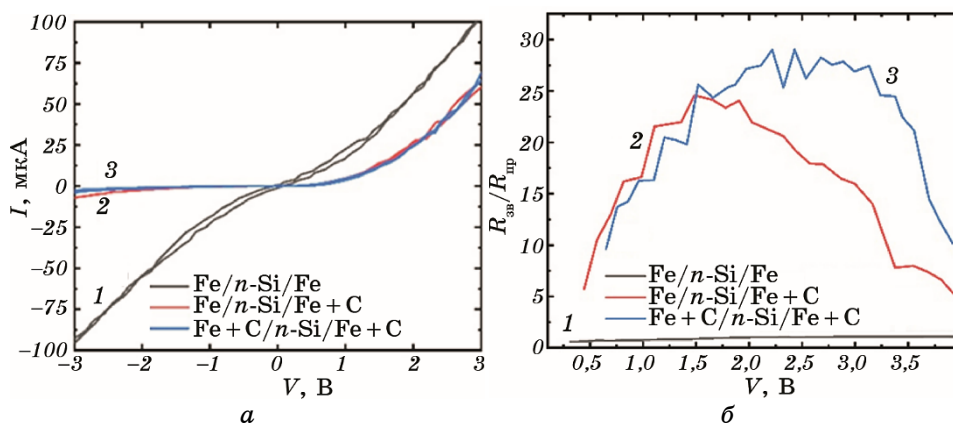 100
75
50
25
0
−25
−50
−75
−100
I, мкА
3
2
1
Fe/n-Si/Fe
Fe/n-Si/Fe+C
Fe+C/n-Si/Fe+C
−3 −2 −1 0 1 2 3
V, В
а
30
25
20
15
10
5
0
Rзв/Rпр
2
3
1
Fe/n-Si/Fe
Fe/n-Si/Fe+C
Fe+C/n-Si/Fe+C
0,5 1,0 1,5 2,0 2,5 3,0 3,5
V, В
б